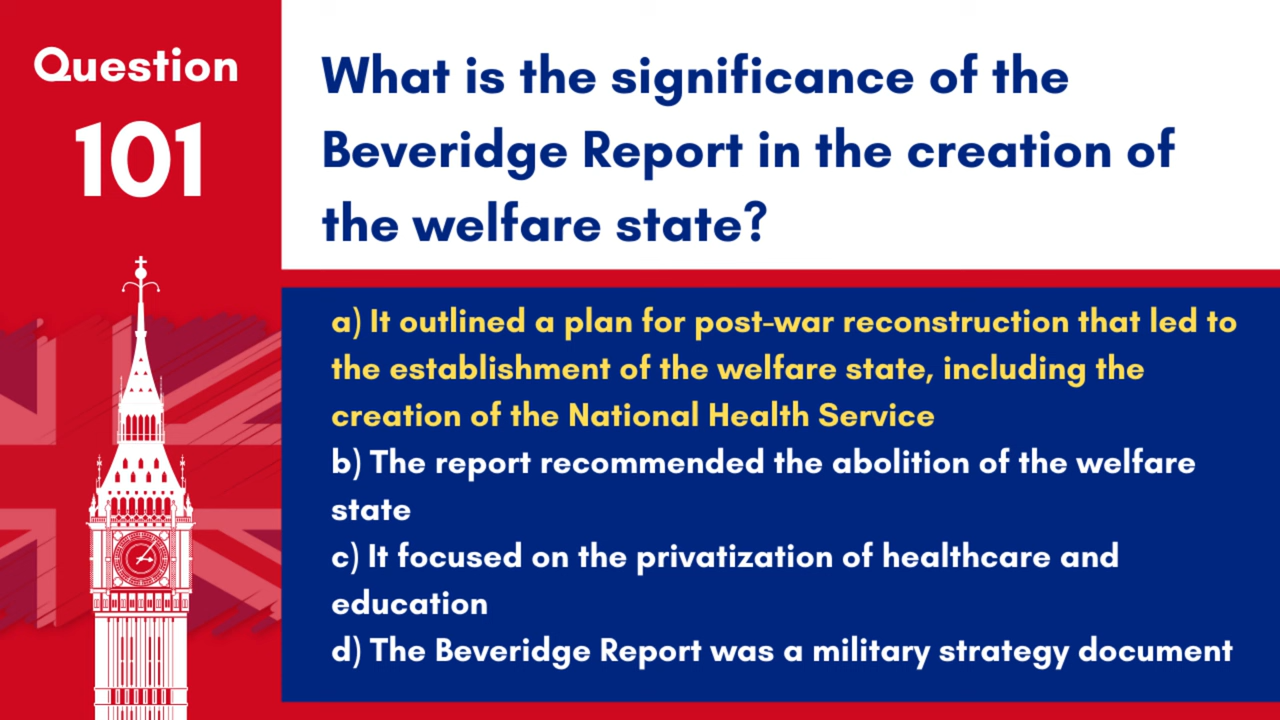 Question
101
What is the significance of the
Beveridge Report in the creation of
the welfare state?
a) It outlined a plan for post-war reconstruction that led to
the establishment of the welfare state, including the
creation of the National Health Service
b) The report recommended the abolition of the welfare
state
c) It focused on the privatization of healthcare and
education
d) The Beveridge Report was a military strategy document